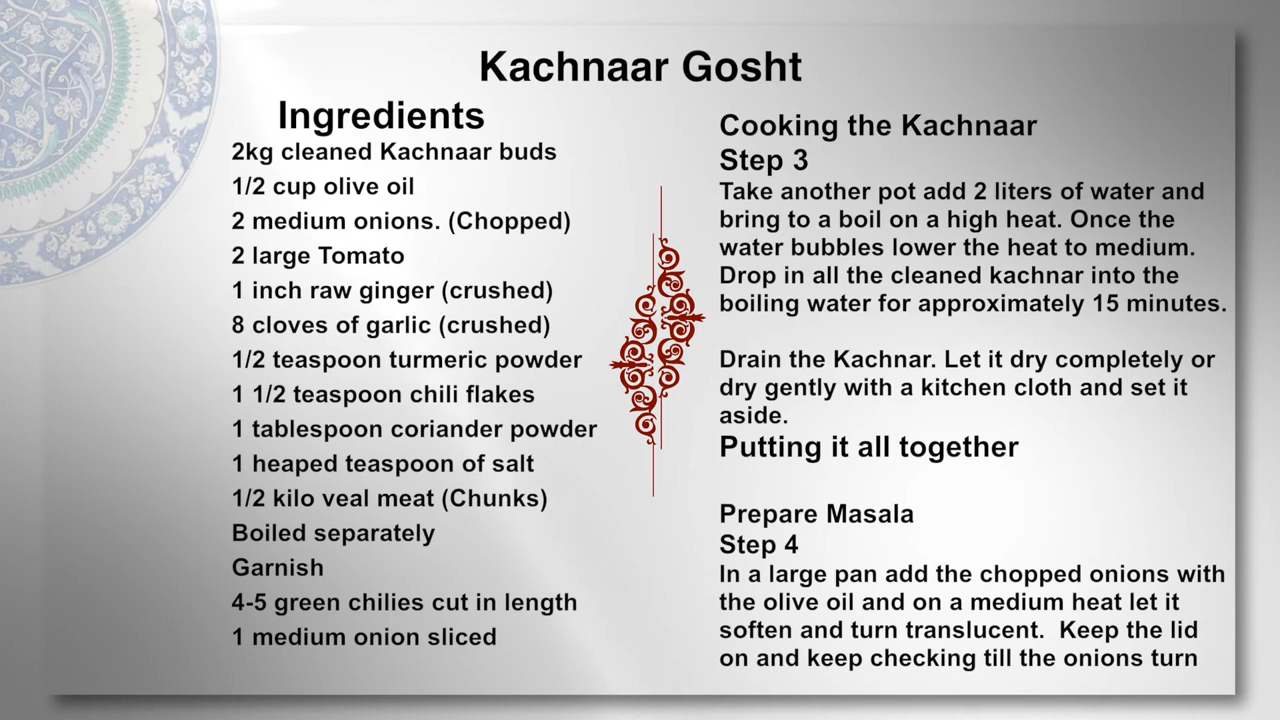 Kachnaar Gosht
Ingredients
2kg cleaned Kachnaar buds
1/2 cup olive oil
2 medium onions. (Chopped)
2 large Tomato
1 inch raw ginger (crushed)
8 cloves of garlic (crushed)
1/2 teaspoon turmeric powder
1 1/2 teaspoon chili flakes
1 tablespoon coriander powder
1 heaped teaspoon of salt
1/2 kilo veal meat (Chunks)
Boiled separately
Garnish
4-5 green chilies cut in length
1 medium onion sliced
Cooking the Kachnaar
Step 3
Take another pot add 2 liters of water and
bring to a boil on a high heat. Once the
water bubbles lower the heat to medium.
Drop in all the cleaned kachnar into the
boiling water for approximately 15 minutes.
Drain the Kachnar. Let it dry completely or
dry gently with a kitchen cloth and set it
aside.
Putting it all together
Prepare Masala
Step 4
In a large pan add the chopped onions with
the olive oil and on a medium heat let it
soften and turn translucent.  Keep the lid
on and keep checking till the onions turn